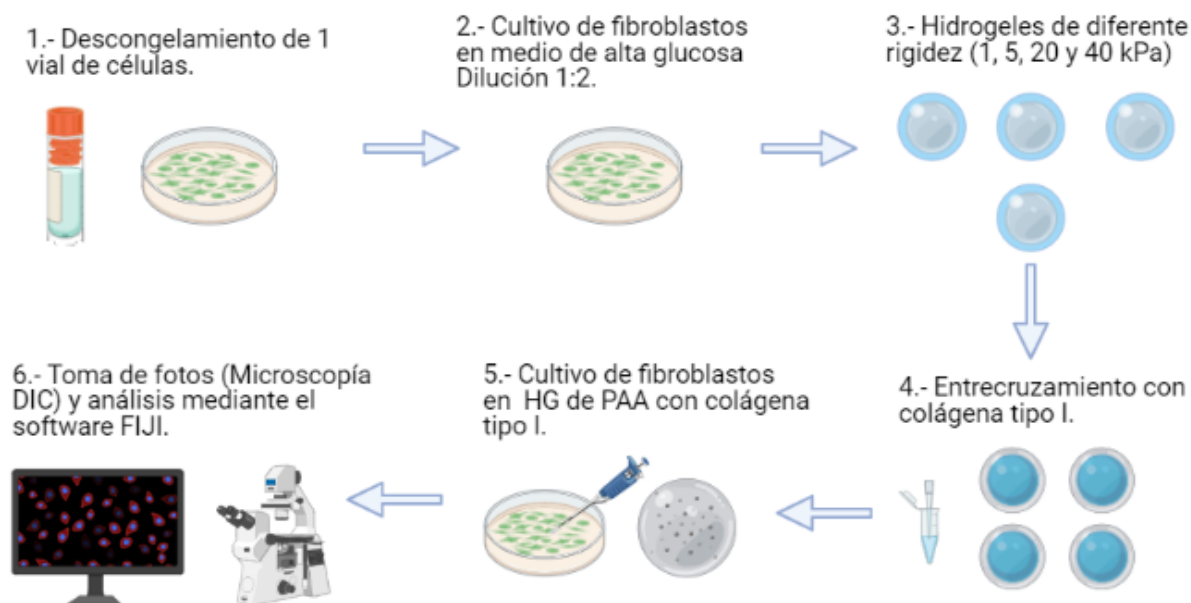 1.- Descongelamiento de 1
vial de células.
2.- Cultivo de fibroblastos
en medio de alta glucosa
Dilución 1:2.
3.- Hidrogeles de diferente
rigidez (1, 5, 20 y 40 kPa)
4.- Entrecruzamiento con
colágena tipo I.
5.- Cultivo de fibroblastos
en HG de PAA con colágena
tipo I.
6.- Toma de fotos (Microscopía
DIC) y análisis mediante el
software FIJI.